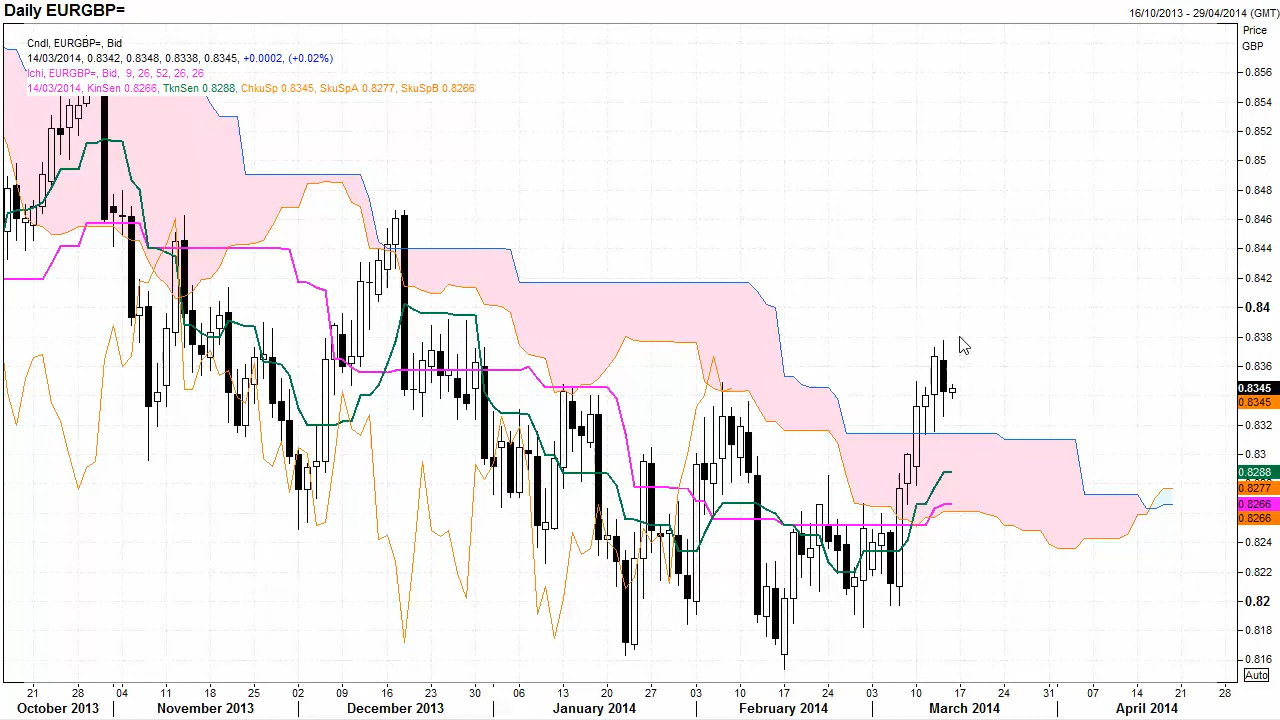 Daily EURGBP=
16/10/2013 - 29/04/2014 (GMT)
Cndl, EURGBP=, Bid
14/03/2014, 0.8342, 0.8348, 0.8338, 0.8345, +0.0002, (+0.02%)
Ichi, EURGBP=, Bid, 9, 26, 52, 26, 26
14/03/2014, KinSen 0.8266, TknSen 0.8288, ChkuSp 0.8345, SkuSpA 0.8277, SkuSpB 0.8266
Price
GBP
0.856
0.854
0.852
0.85
0.848
0.846
0.844
0.842
0.84
0.838
0.836
0.8345
0.8345
0.832
0.83
0.8288
0.8277
0.8266
0.8266
0.824
0.822
0.82
0.818
0.816
Auto
21 28 04 11 18 25 02 09 16 23 30 06 13 20 27 03 10 17 24 03 10 17 24 31 07 14 21 28
October 2013 November 2013 December 2013 January 2014 February 2014 March 2014 April 2014